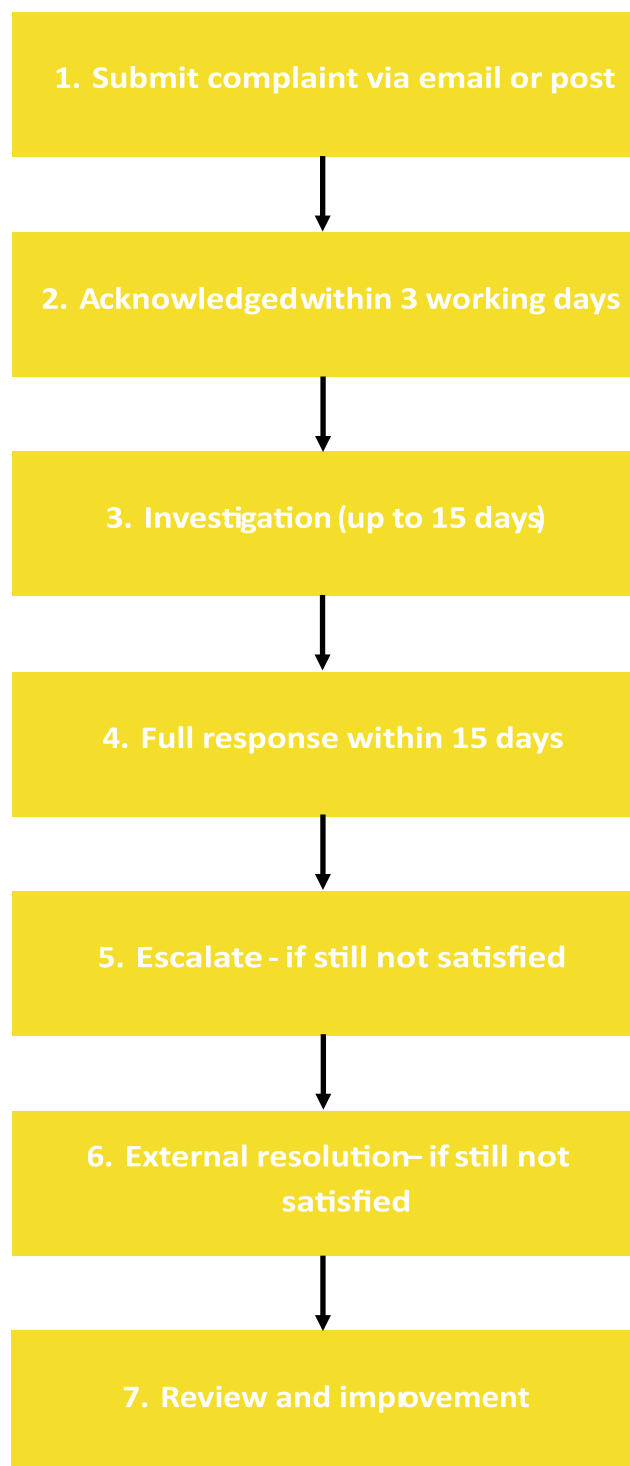 1. Submit complaint via email or post
2. Acknowledged within 3 working days
3. Investigation (up to 15 days)
4. Full response within 15 days
5. Escalate - if still not satisfied
6. External resolution– if still not
satisfied
7. Review and improvement